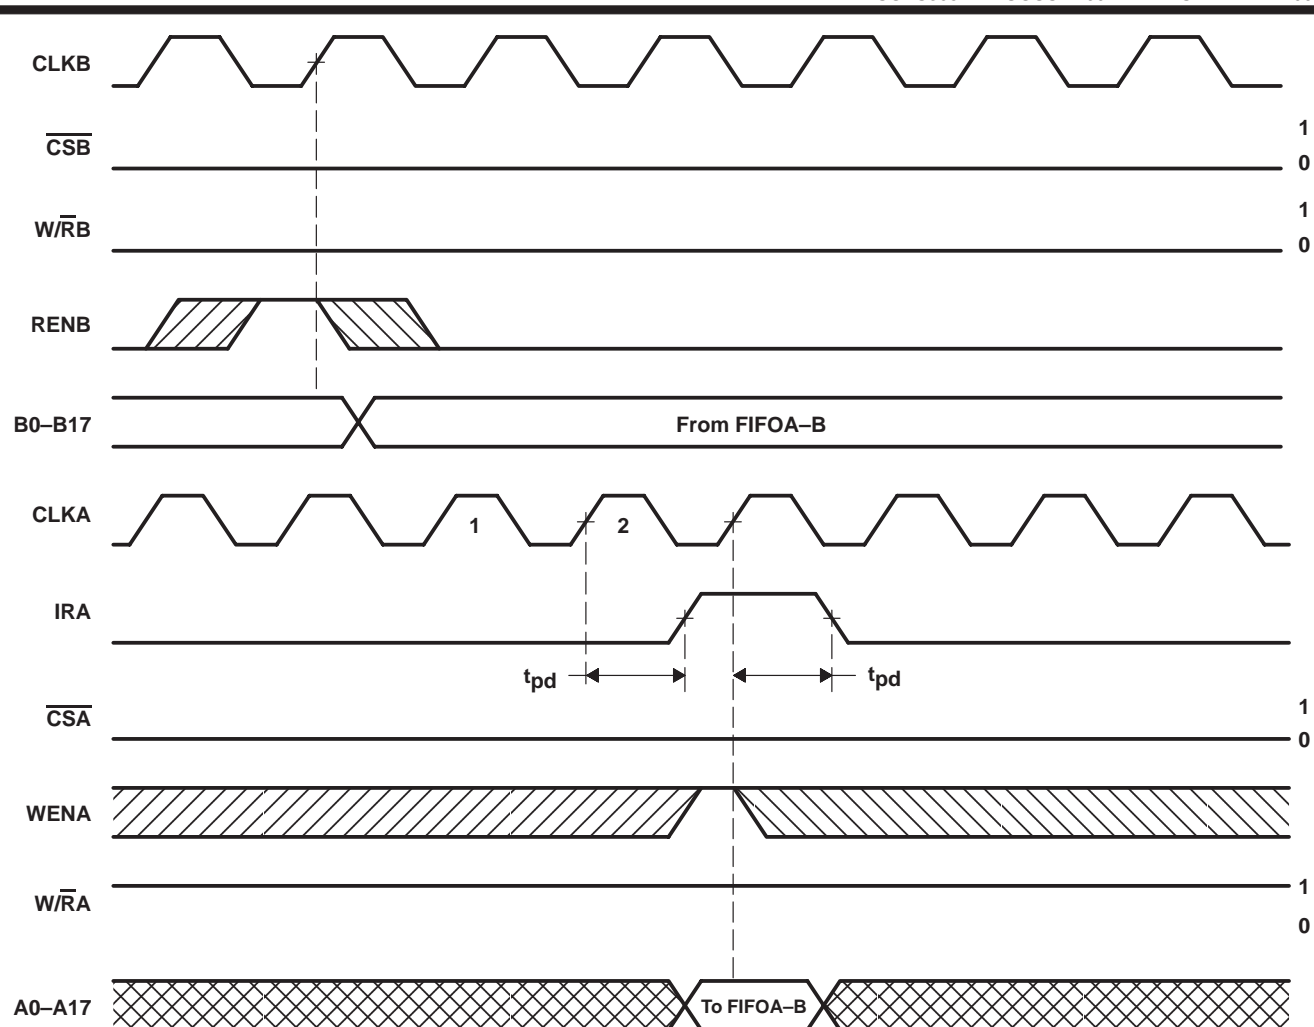 CLKB
CSB
1
0
W/RB
1
0
RENB
B0–B17
From FIFOA–B
CLKA
1
2
IRA
tpd
tpd
CSA
1
0
WENA
W/RA
1
0
A0–A17
To FIFOA–B